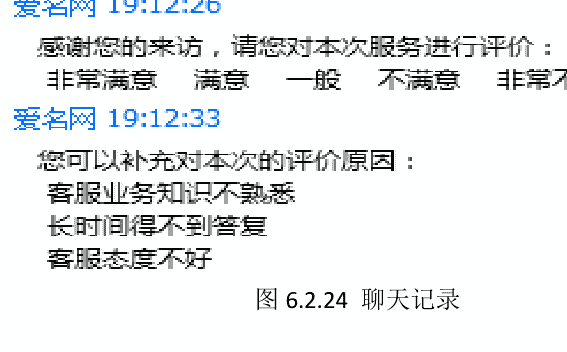 爱名网 19:12:26
感谢您的来访，请您对本次服务进行评价：
非常满意 满意 一般 不满意 非常不
爱名网 19:12:33
您可以补充对本次的评价原因：
客服业务知识不熟悉
长时间得不到答复
客服态度不好
图 6.2.24 聊天记录